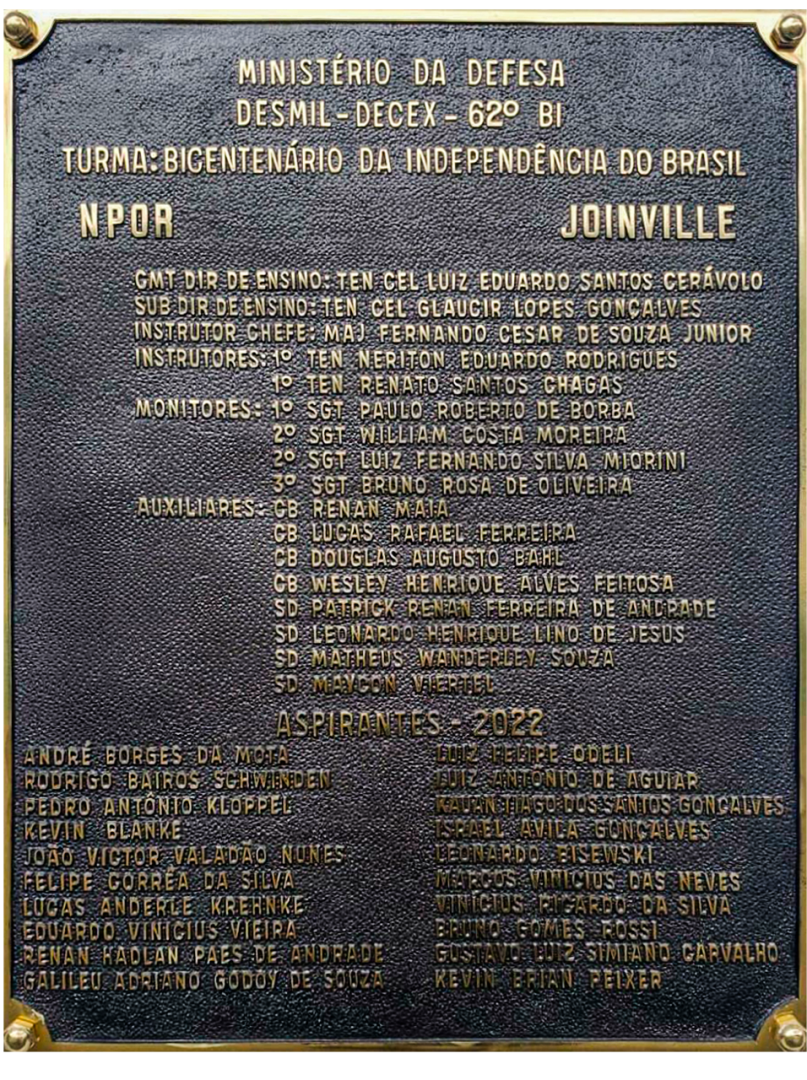 MINISTÉRIO DA DEFESA
DESMIL-DECEX-62º BI
TURMA: BICENTENÁRIO DA INDEPENDÊNCIA DO BRASIL
NPOR JOINVILLE
CMT DIR DE ENSINO: TEN CEL LUIZ EDUARDO SANTOS CERÁVOLO
SUB DIR DE ENSINO: TEN CEL GLAUCIR LOPES GONÇALVES
INSTRUTOR CHEFE: MAJ FERNANDO CESAR DE SOUZA JUNIOR
INSTRUTORES: 1º TEN NERITON EDUARDO RODRIGUES
1º TEN RENATO SANTOS CHAGAS
MONITORES: 1º SGT PAULO ROBERTO DE BORBA
2º SGT WILLIAM COSTA MOREIRA
2º SGT LUIZ FERNANDO SILVA MIORINI
3º SGT BRUNO ROSA DE OLIVEIRA
AUXILIARES: CB RENAN MAIA
CB LUCAS RAFAEL FERREIRA
CB DOUGLAS AUGUSTO BAHL
CB WESLEY HENRIQUE ALVES FEITOSA
SD PATRICK RENAN FERREIRA DE ANDRADE
SD LEONARDO HENRIQUE LINO DE JESUS
SD MATHEUS WANDERLEY SOUZA
SD MAYCON VIERTEL
ASPIRANTES - 2022
ANDRÉ BORGES DA MOTA
RODRIGO BAIROS SCHWINDEN
PEDRO ANTÔNIO KLOPPEL
KEVIN BLANKE
JOÃO VICTOR VALADÃO NUNES
FELIPE CORRÊA DA SILVA
LUCAS ANDERLE KREHNKE
EDUARDO VINICIUS VIEIRA
RENAN HADLAN PAES DE ANDRADE
GALILEU ADRIANO GODOY DE SOUZA
LUIZ FELIPE ODELI
LUIZ ANTONIO DE AGUIAR
KAUAN TIAGO DOS SANTOS GONÇALVES
ISRAEL AVILA GONÇALVES
LEONARDO BISEWSKI
MARCOS VINICIUS DAS NEVES
VINICIUS RICARDO DA SILVA
BRUNO GOMES ROSSI
GUSTAVO LUIZ SIMIANO CARVALHO
KEVIN BRIAN PEIXER